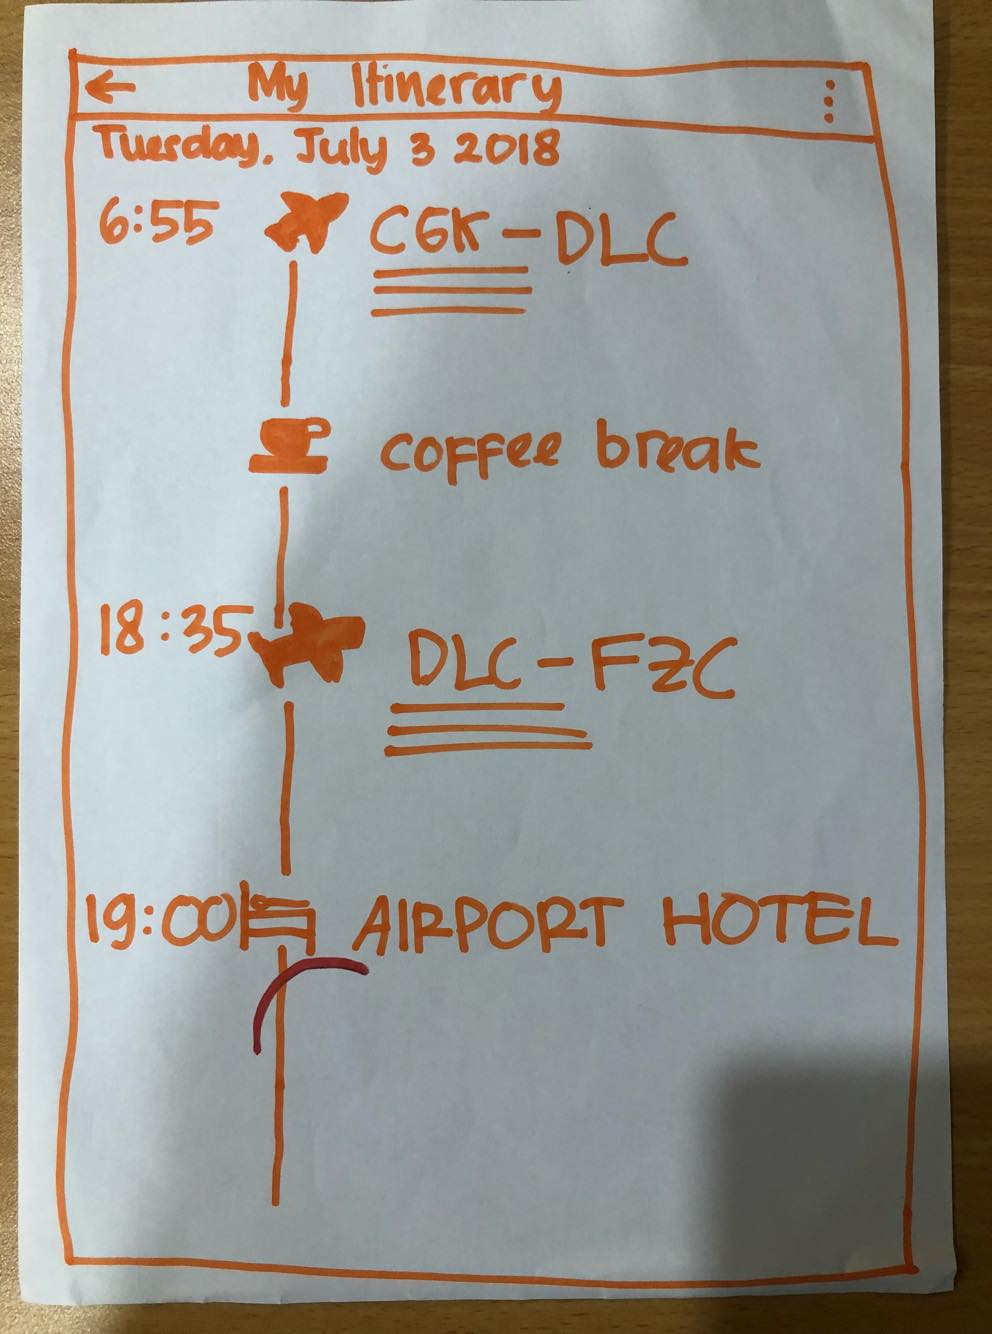 My Itinerary
Tuesday, July 3 2018
6:55 CGK - DLC
coffee break
18:35 DLC - FZC
19:00 AIRPORT HOTEL